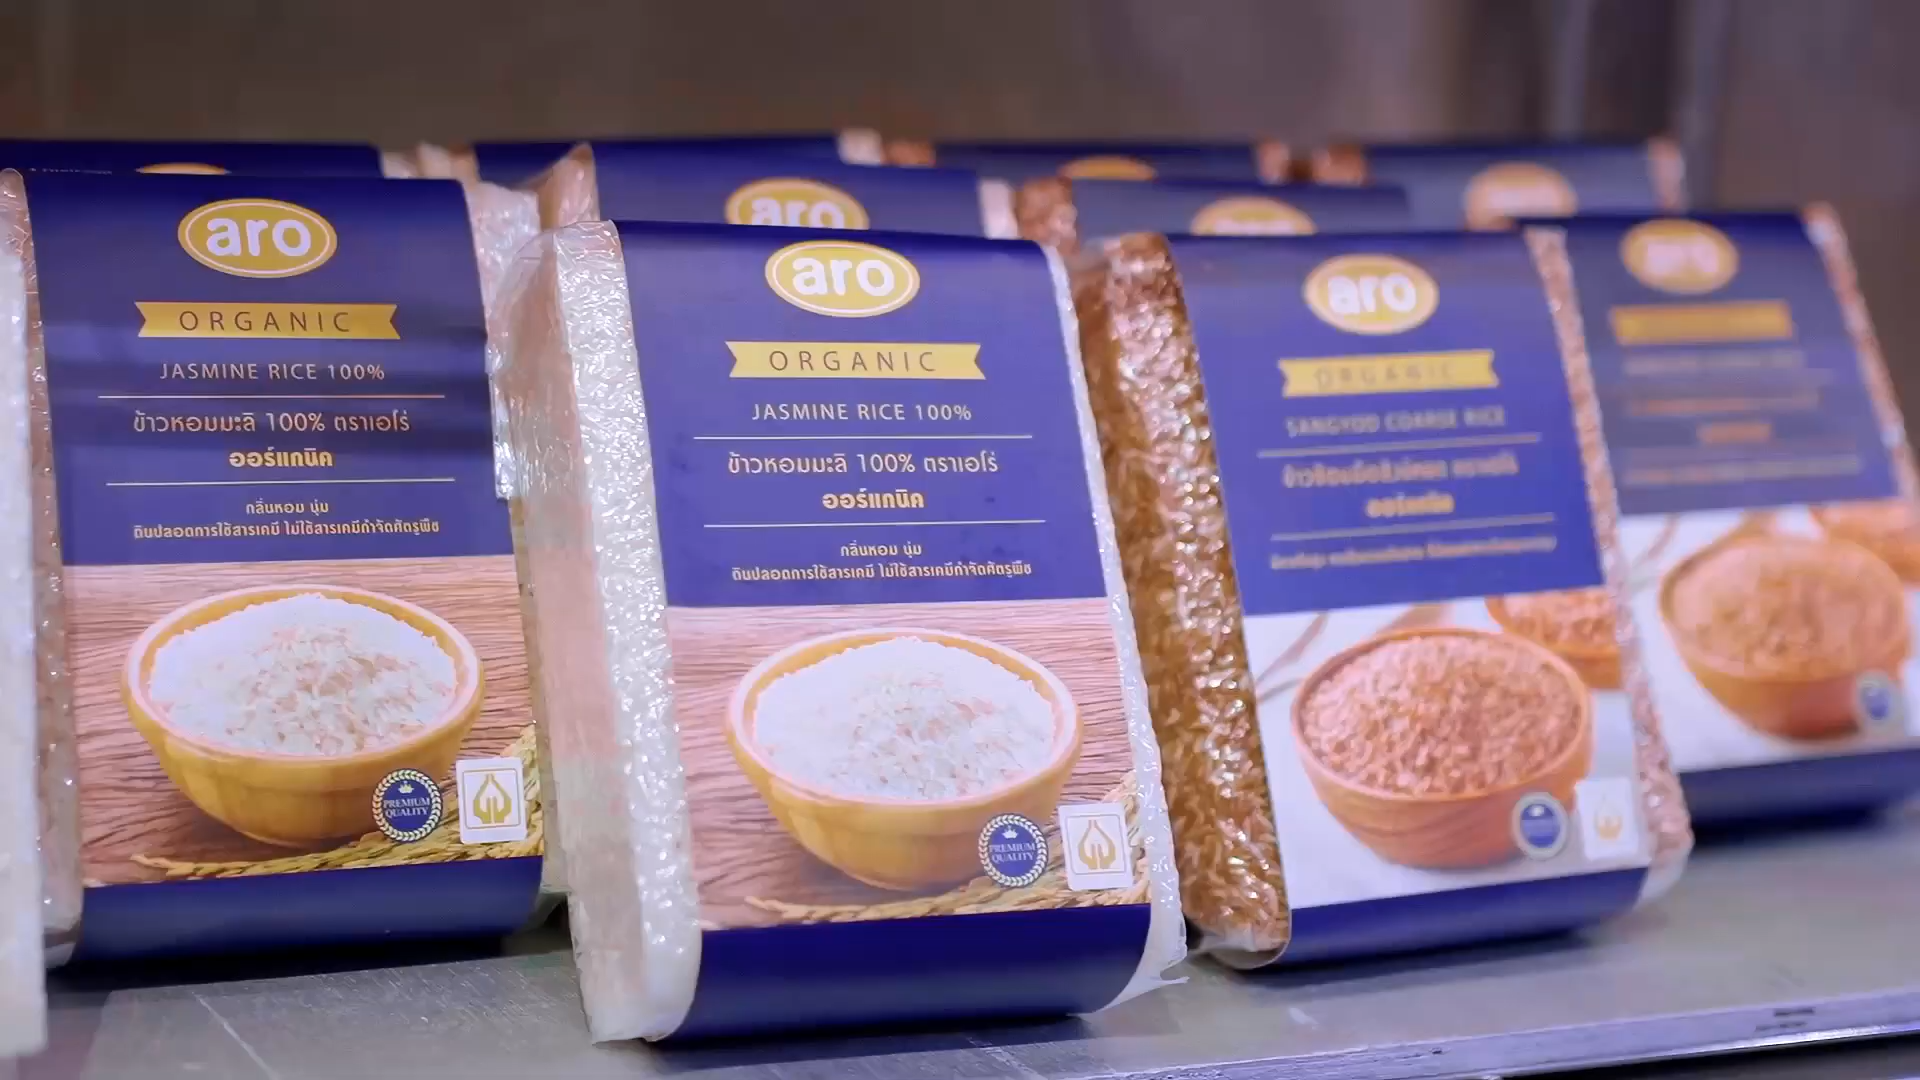 aro
ORGANIC
JASMINE RICE 100%
ข้าวหอมมะลิ 100% ตราเอโร่
ออร์แกนิค
กลิ่นหอม นุ่ม
ดินปลอดการใช้สารเคมี ไม่ใช้สารเคมีกำจัดศัตรูพืช
PREMIUM
QUALITY
aro
aro
ORGANIC
JASMINE RICE 100%
ข้าวหอมมะลิ 100% ตราเอโร่
ออร์แกนิค
กลิ่นหอม นุ่ม
ดินปลอดการใช้สารเคมี ไม่ใช้สารเคมีกำจัดศัตรูพืช
PREMIUM
QUALITY
aro
ORGANIC
SANGYOD COARSE RICE
ออร์แกนิค
aro